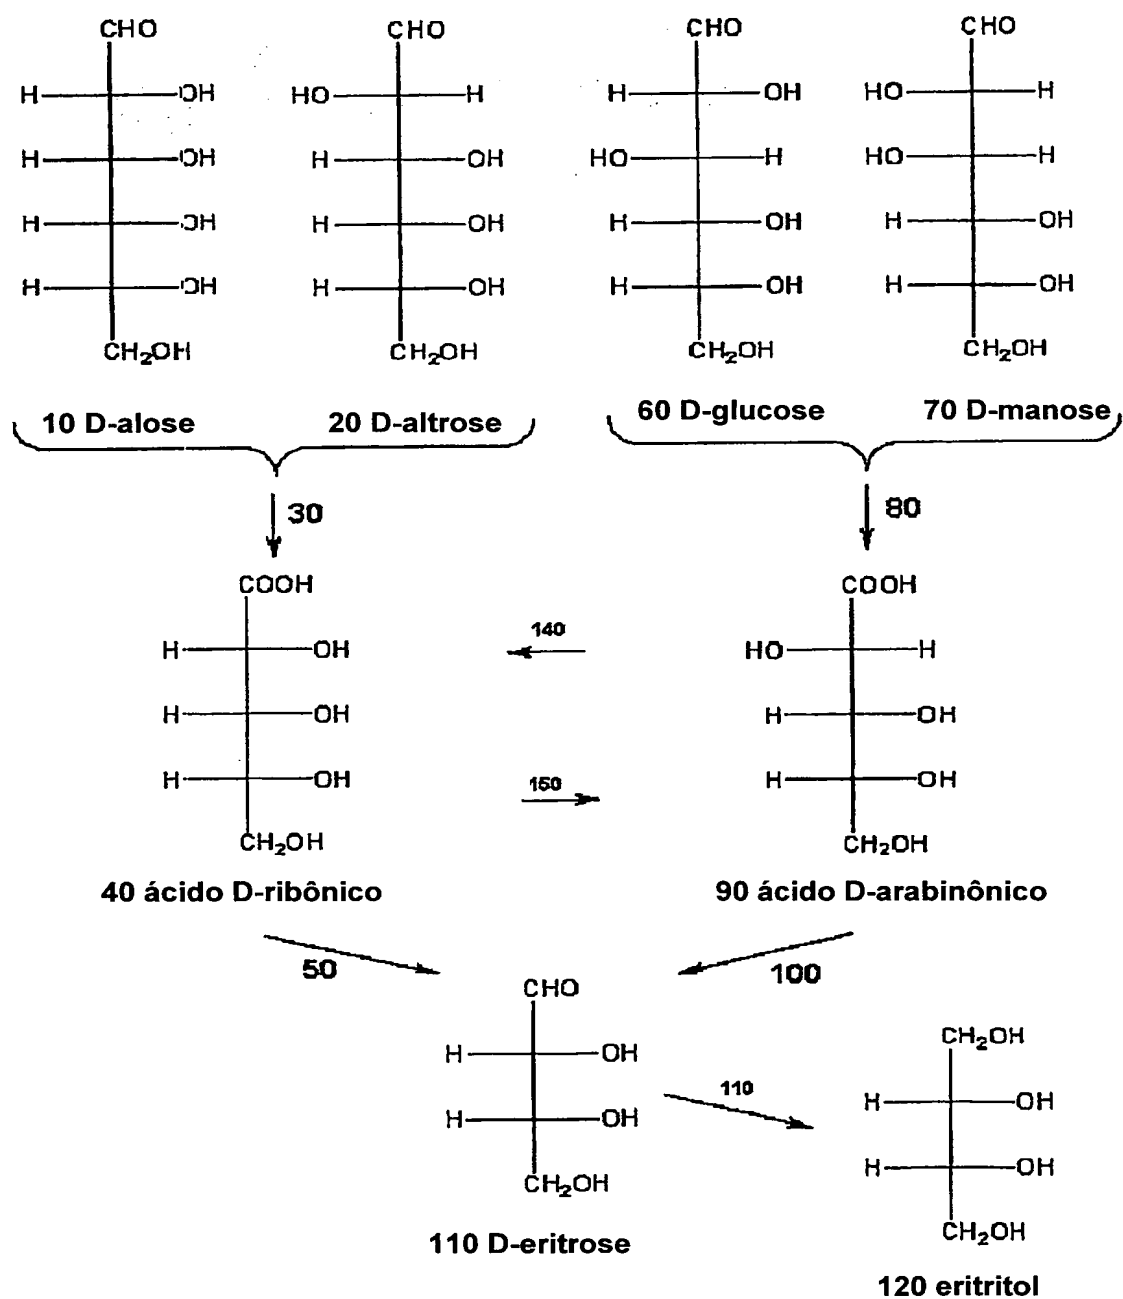 CHO CHO CHO CHO
H OH HO H H OH HO H
H OH H OH HO H HO H
H OH H OH H OH H OH
H OH H OH H OH H OH
CH₂OH CH₂OH CH₂OH CH₂OH
10 D-alose 20 D-altrose 60 D-glucose 70 D-manose
30 80
COOH COOH
H OH 140 HO H
H OH H OH
H OH 150 H OH
CH₂OH CH₂OH
40 ácido D-ribônico 90 ácido D-arabinônico
50 100
CHO
H OH CH₂OH
H OH 110 H OH
CH₂OH H OH
110 D-eritrose CH₂OH
120 eritritol